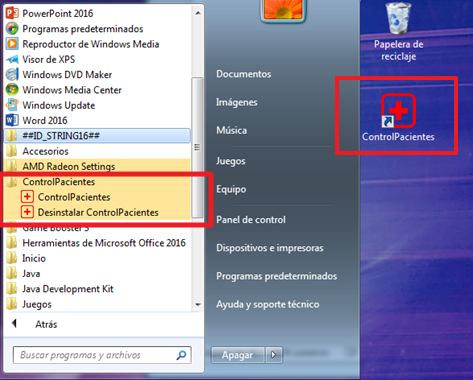 PowerPoint 2016
Programas predeterminados
Reproductor de Windows Media
Visor de XPS
Windows DVD Maker
Windows Media Center
Windows Update
Word 2016
##ID_STRING16##
Accesorios
AMD Radeon Settings
ControlPacientes
ControlPacientes
Desinstalar ControlPacientes
Game Booster 3
Herramientas de Microsoft Office 2016
Inicio
Java
Java Development Kit
Juegos
Atrás
Buscar programas y archivos
Documentos
Imágenes
Música
Juegos
Equipo
Panel de control
Dispositivos e impresoras
Programas predeterminados
Ayuda y soporte técnico
Apagar
Papelera de
reciclaje
ControlPacientes